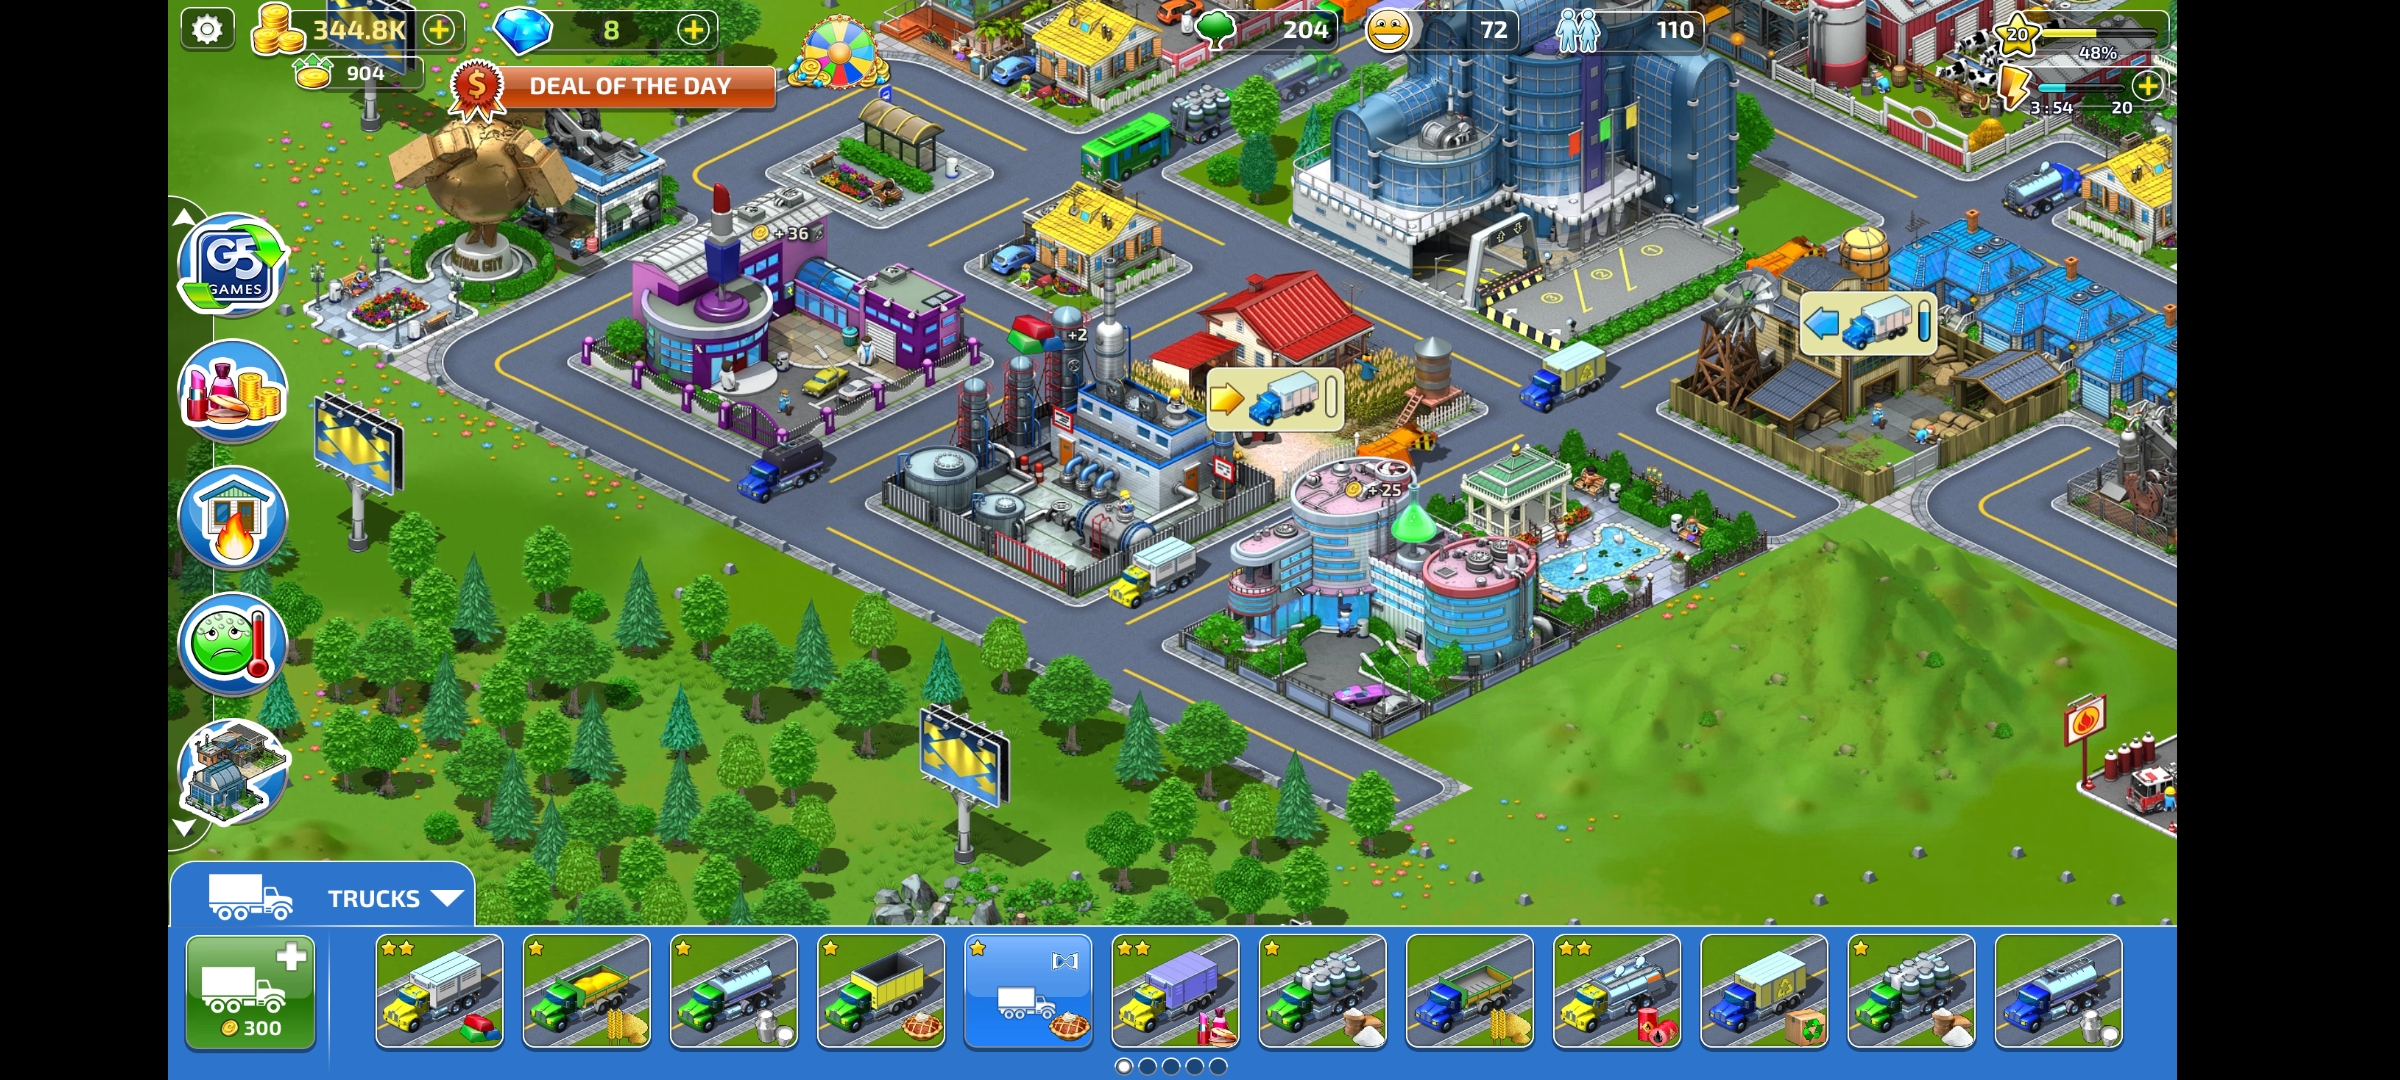 344.8K
8
204
72
110
20
48%
904
DEAL OF THE DAY
3:54
20
+36
G5
GAMES
+2
+25
TRUCKS
300